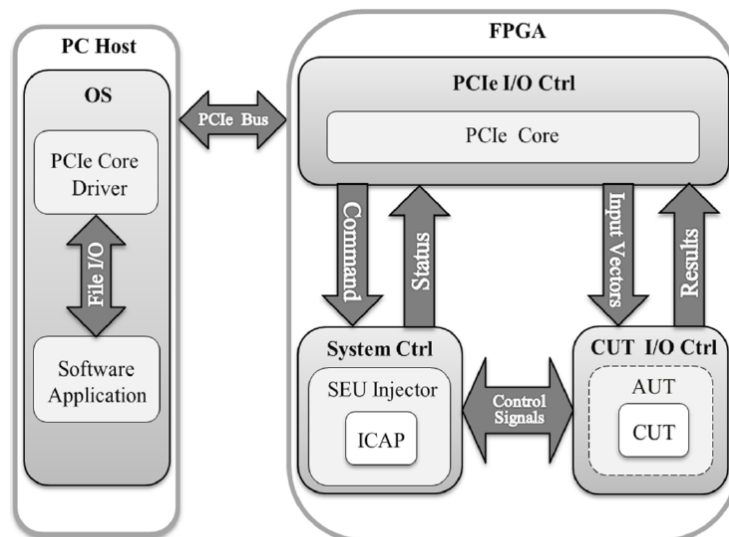 PC Host
OS
PCIe Core
Driver
File I/O
Software
Application
PCIe Bus
FPGA
PCIe I/O Ctrl
PCIe Core
Command
Status
Input Vectors
Results
System Ctrl
SEU Injector
ICAP
Control
Signals
CUT I/O Ctrl
AUT
CUT